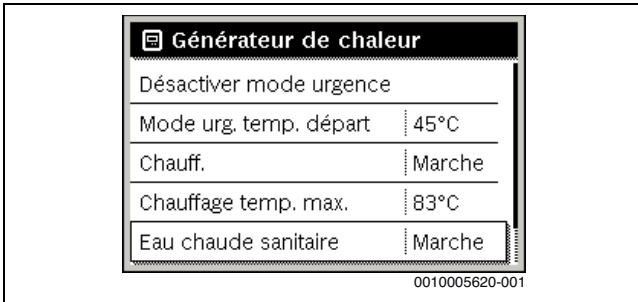 Générateur de chaleur
Désactiver mode urgence
Mode urg. temp. départ 45°C
Chauff. Marche
Chauffage temp. max. 83°C
Eau chaude sanitaire Marche
0010005620-001